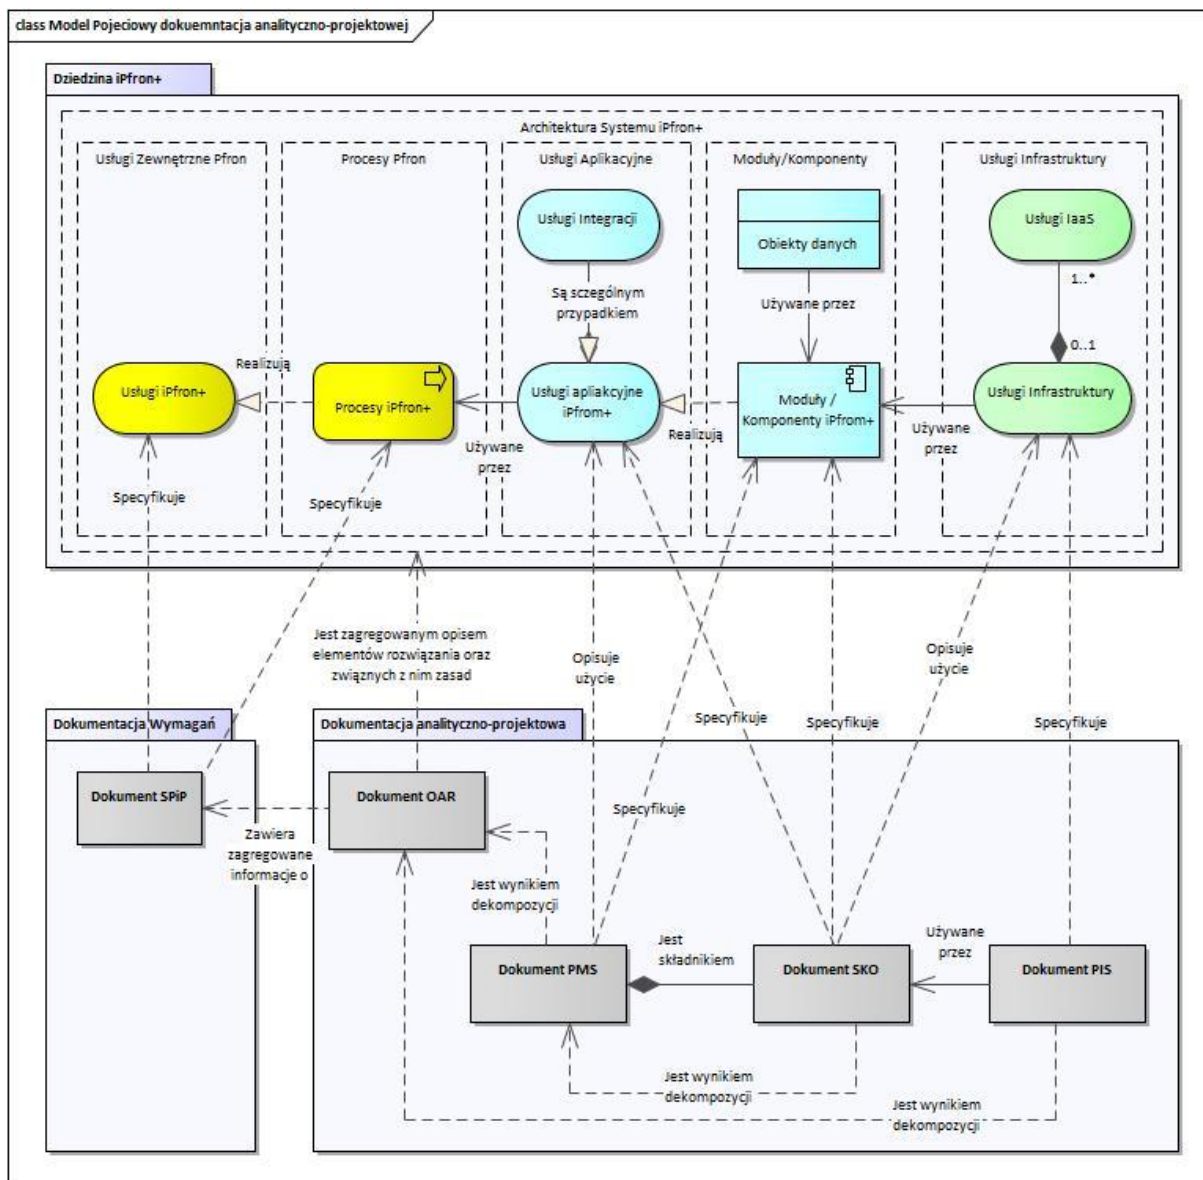 class Model Pojeciowy dokuemntacja analityczno-projektowej
Dziedzina iPfron+
Architektura Systemu iPfron+
Usługi Zewnętrzne Pfron
Procesy Pfron
Usługi Aplikacyjne
Moduły/Komponenty
Usługi Infrastruktury
Usługi Integracji
Obiekty danych
Usługi IaaS
1..*
Są sczególnym
przypadkiem
Używane przez
0..1
Realizują
Usługi iPfron+
Procesy iPfron+
Usługi apliakcyjne
iPfrom+
Moduły /
Komponenty iPfrom+
Usługi Infrastruktury
Używane
przez
Realizują
Używane
przez
Specyfikuje
Specyfikuje
Jest zagregowanym opisem
elementów rozwiązania oraz
związnych z nim zasad
Opisuje
użycie
Opisuje
użycie
Specyfikuje
Specyfikuje
Specyfikuje
Dokumentacja Wymagań
Dokumentacja analityczno-projektowa
Dokument SPiP
Dokument OAR
Specyfikuje
Zawiera
zagregowane
informacje o
Jest wynikiem
dekompozycji
Jest
składnikiem
Używane
przez
Dokument PMS
Dokument SKO
Dokument PIS
Jest wynikiem
dekompozycji
Jest wynikiem
dekompozycji